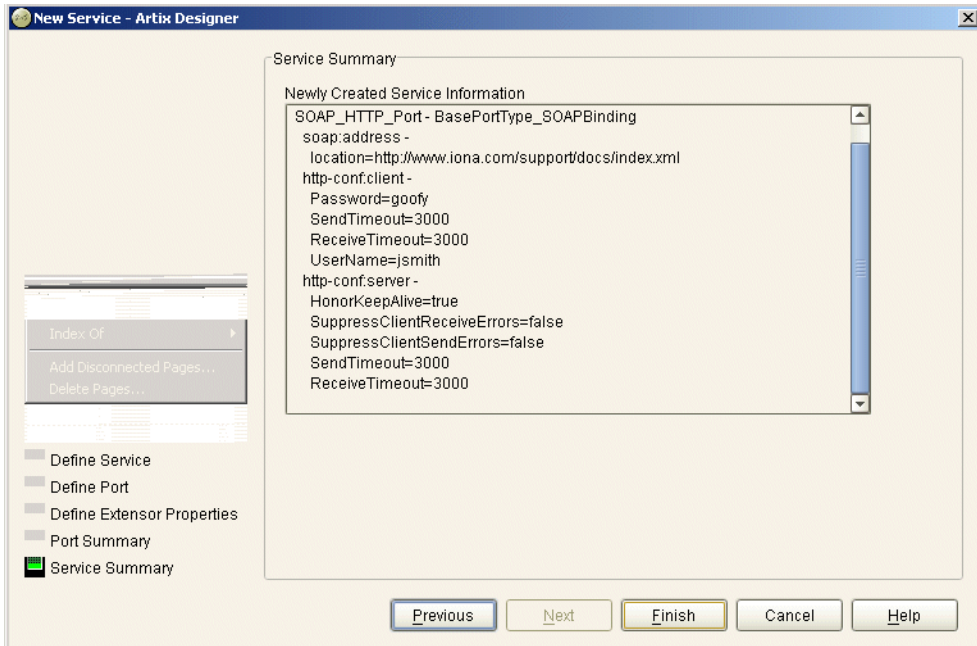 New Service - Artix Designer
Service Summary
Newly Created Service Information
SOAP_HTTP_Port - BasePortType_SOAPBinding
soap:address -
location=http://www.iona.com/support/docs/index.xml
http-conf:client -
Password=goofy
SendTimeout=3000
ReceiveTimeout=3000
UserName=jsmith
http-conf:server -
HonorKeepAlive=true
SuppressClientReceiveErrors=false
SuppressClientSendErrors=false
SendTimeout=3000
ReceiveTimeout=3000
Index Of
Add Disconnected Pages...
Delete Pages...
Define Service
Define Port
Define Extensor Properties
Port Summary
Service Summary
Previous Next Finish Cancel Help